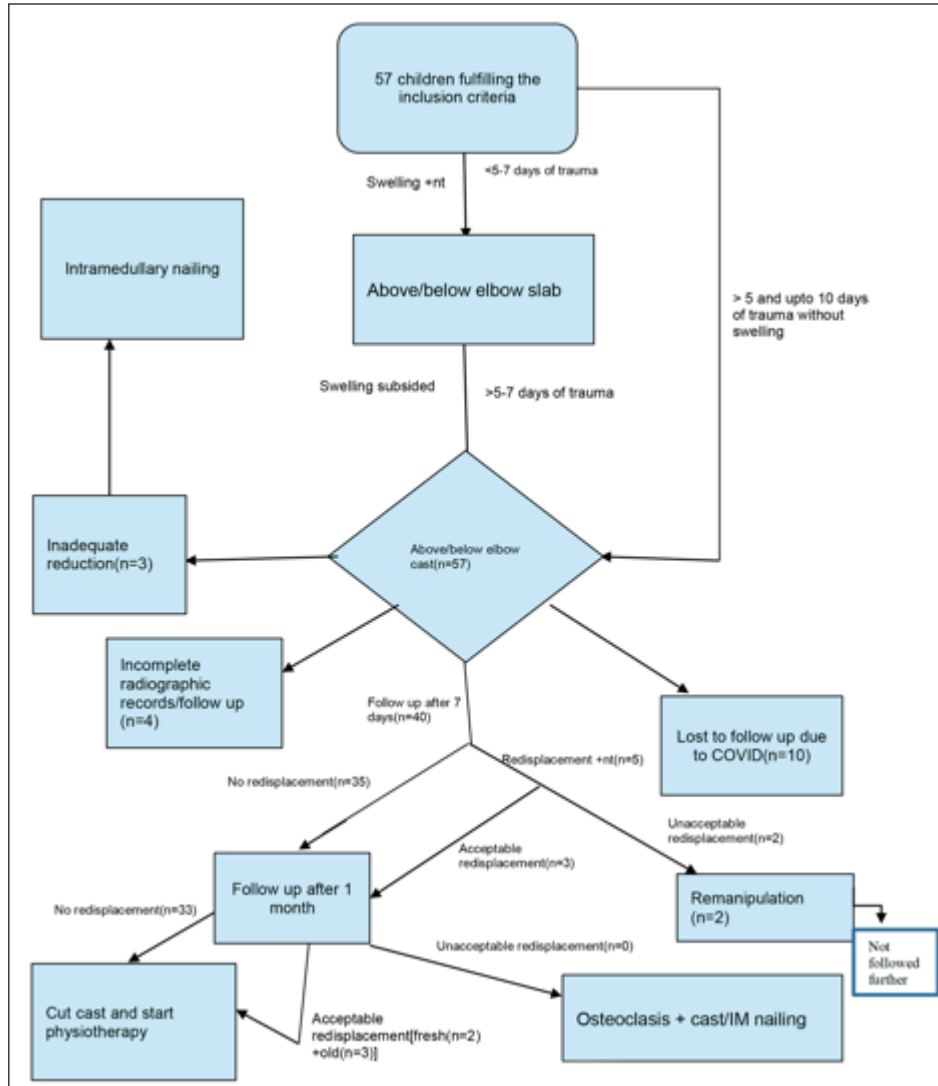 57 children fulfilling the
inclusion criteria
Swelling +nt
<5-7 days of trauma
Intramedullary nailing
Above/below elbow slab
> 5 and upto 10 days
of trauma without
swelling
Swelling subsided
>5-7 days of trauma
Inadequate
reduction(n=3)
Above/below elbow
cast(n=57)
Incomplete
radiographic
records/follow up
(n=4)
Follow up after 7
days(n=40)
Lost to follow up due
to COVID(n=10)
Redisplacement +nt(n=5)
No redisplacement(n=35)
Unacceptable
redisplacement(n=2)
Acceptable
redisplacement(n=3)
Follow up after 1
month
Remanipulation
(n=2)
No redisplacement(n=33)
Unacceptable redisplacement(n=0)
Not
followed
further
Cut cast and start
physiotherapy
Acceptable
redisplacement[fresh(n=2)
+old(n=3)]
Osteoclasis + cast/IM nailing